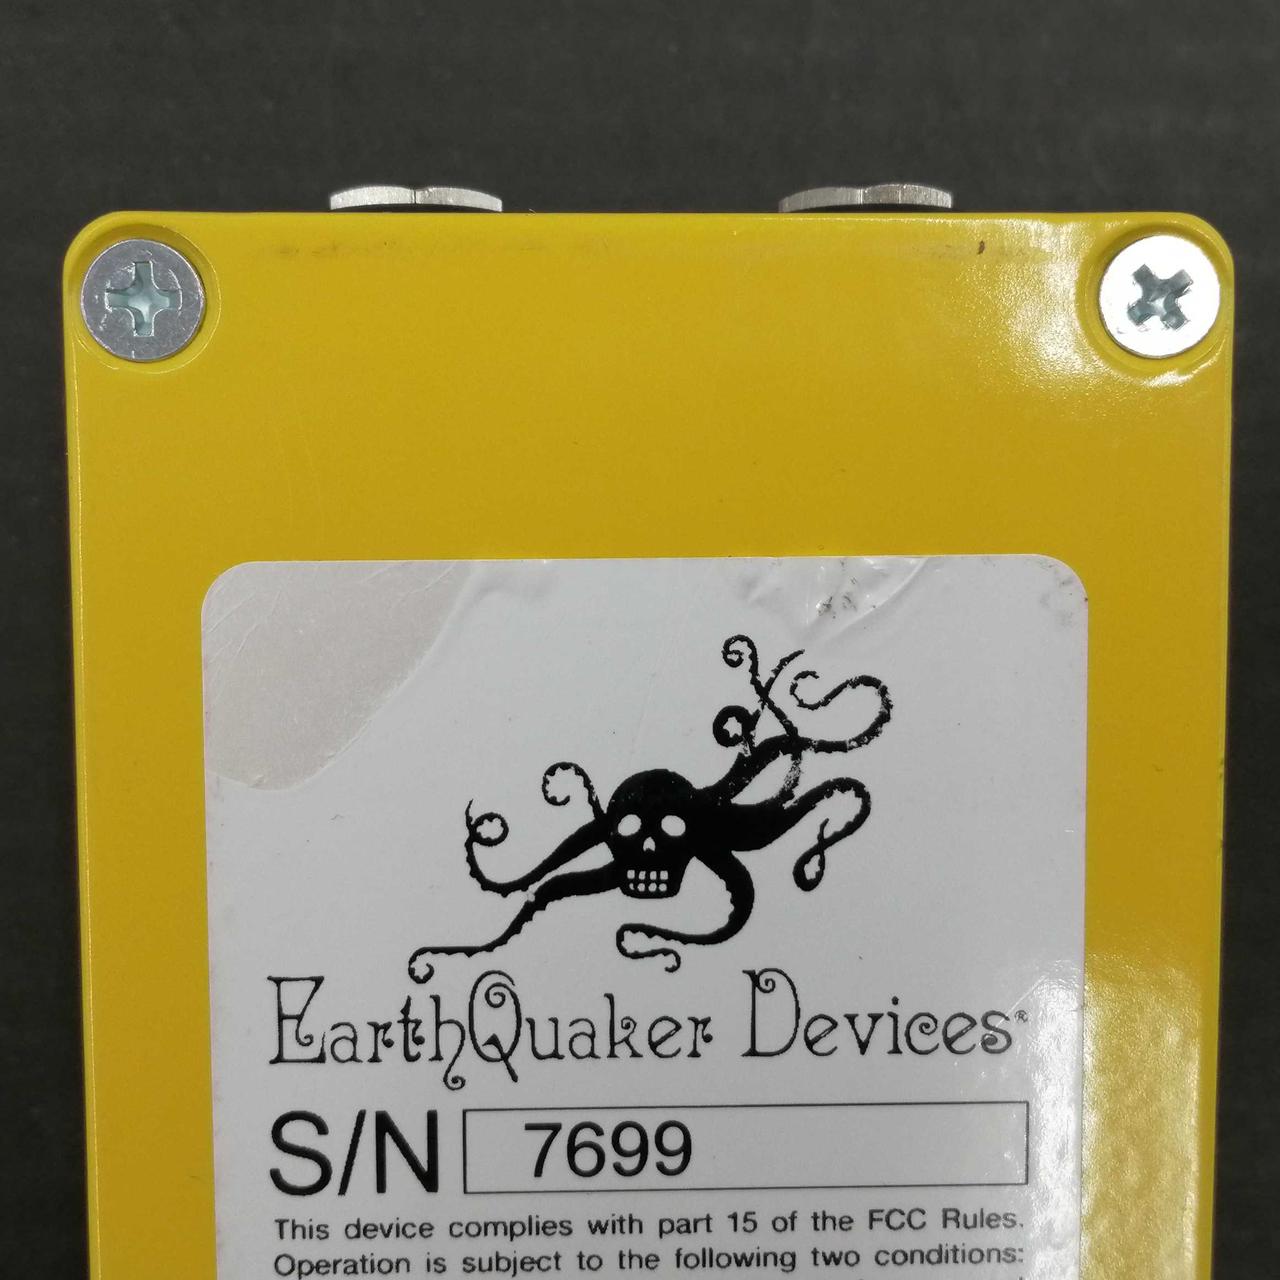 EarthQuaker Devices®
S/N 7699
This device complies with part 15 of the FCC Rules.
Operation is subject to the following two conditions: